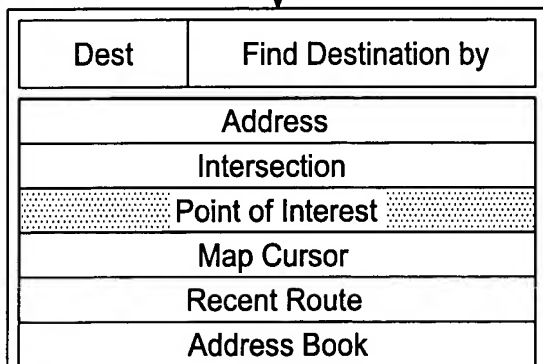 Dest Find Destination by
Address
Intersection
Point of Interest
Map Cursor
Recent Route
Address Book